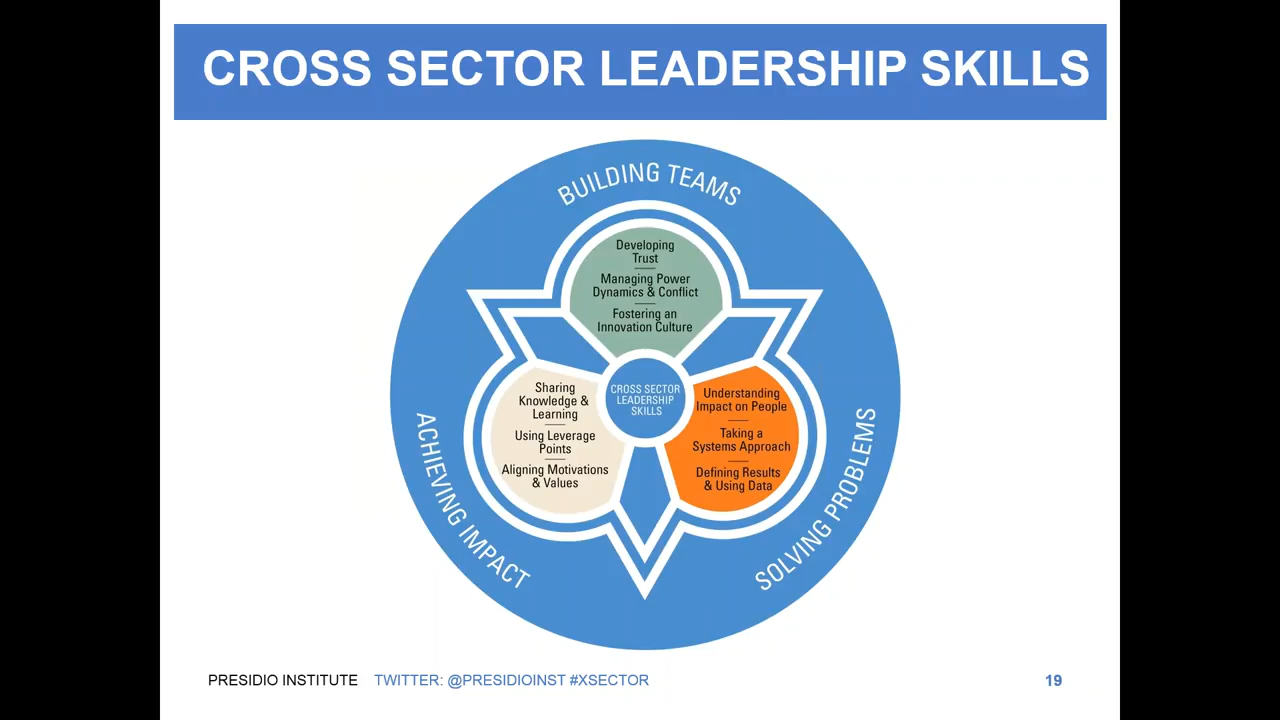 CROSS SECTOR LEADERSHIP SKILLS
BUILDING TEAMS
Developing
Trust
Managing Power
Dynamics & Conflict
Fostering an
Innovation Culture
CROSS SECTOR
LEADERSHIP
SKILLS
Sharing
Knowledge &
Learning
Using Leverage
Points
Aligning Motivations
& Values
Understanding
Impact on People
Taking a
Systems Approach
Defining Results
& Using Data
ACHIEVING IMPACT
SOLVING PROBLEMS
PRESIDIO INSTITUTE TWITTER: @PRESIDIOINST #XSECTOR
19